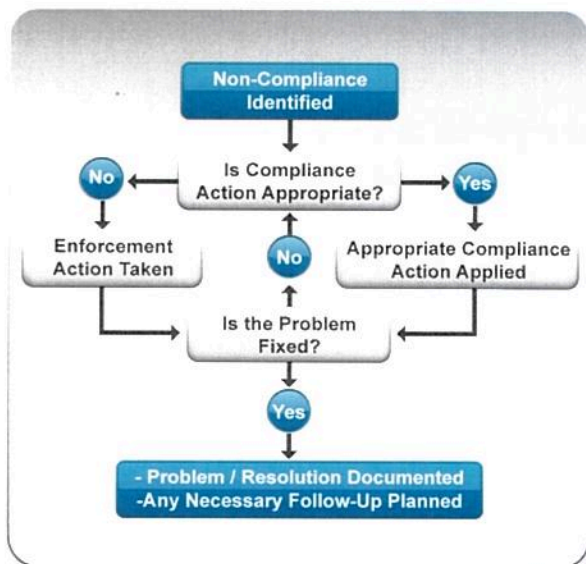 Non-Compliance
Identified
Is Compliance
Action Appropriate?
No
Yes
Enforcement
Action Taken
No
Appropriate Compliance
Action Applied
Is the Problem
Fixed?
Yes
- Problem / Resolution Documented
-Any Necessary Follow-Up Planned